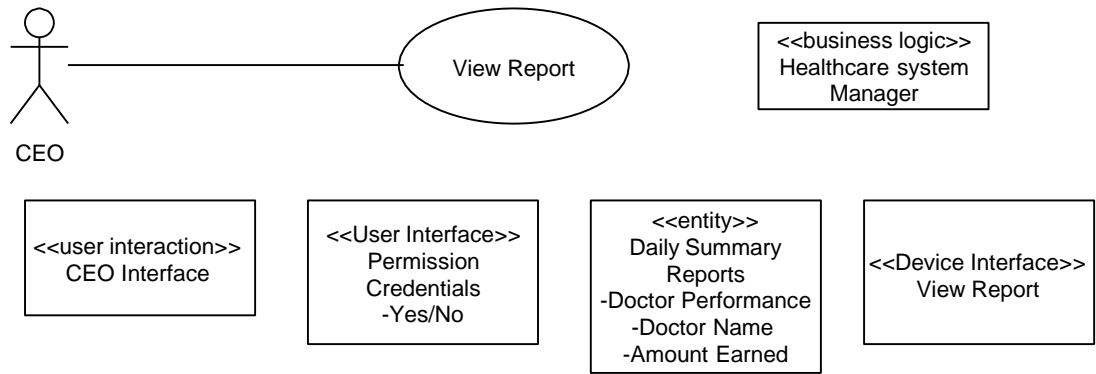 View Report
<<business logic>>
Healthcare system
Manager
CEO
<<user interaction>>
CEO Interface
<<User Interface>>
Permission
Credentials
-Yes/No
<<entity>>
Daily Summary
Reports
-Doctor Performance
-Doctor Name
-Amount Earned
<<Device Interface>>
View Report